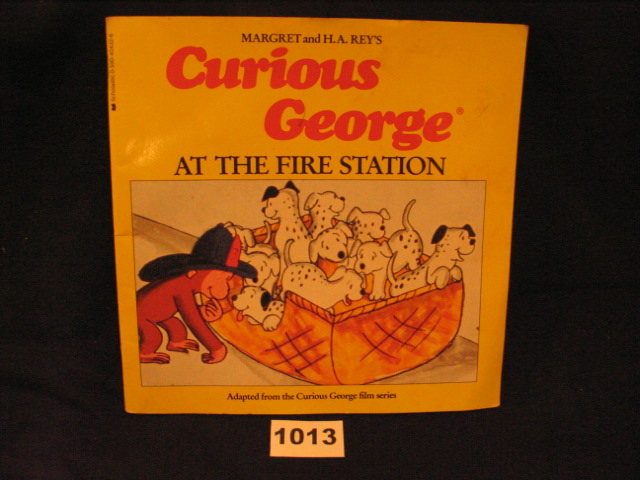 MARGRET and H.A. REY'S
Curious
George®
AT THE FIRE STATION
Adapted from the Curious George film series
1013